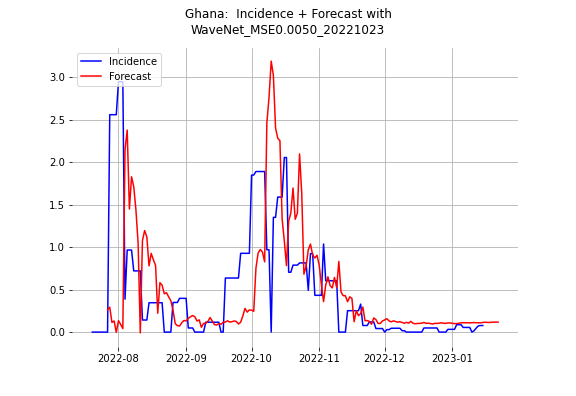 Ghana:  Incidence + Forecast with
WaveNet_MSE0.0050_20221023
Incidence
Forecast
3.0
2.5
2.0
1.5
1.0
0.5
0.0
2022-08 2022-09 2022-10 2022-11 2022-12 2023-01